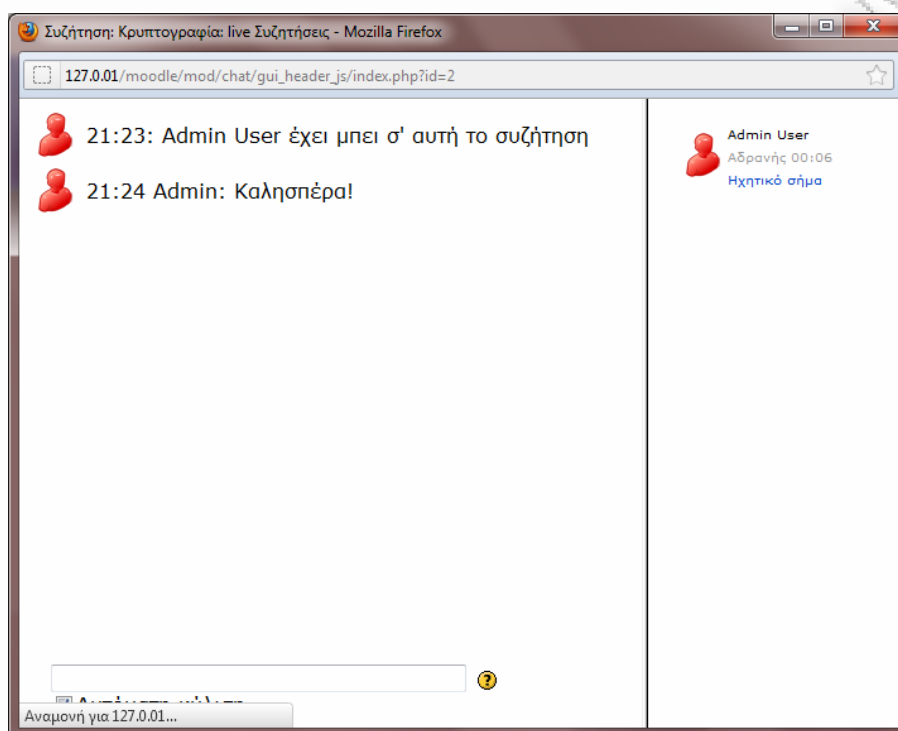 Συζήτηση: Κρυπτογραφία: live Συζητήσεις - Mozilla Firefox
127.0.01/moodle/mod/chat/gui_header_js/index.php?id=2
21:23: Admin User έχει μπει σ' αυτή το συζήτηση
21:24 Admin: Καλησπέρα!
Admin User
Αδρανής 00:06
Ηχητικό σήμα
Αναμονή για 127.0.01...